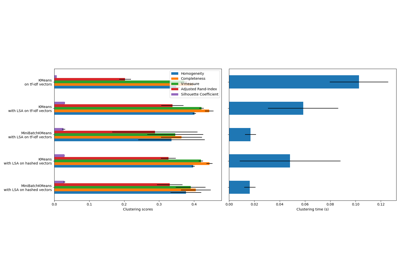 Homogeneity
Completeness
V-measure
Adjusted Rand-Index
Silhouette Coefficient
KMeans
on tf-idf vectors
KMeans
with LSA on tf-idf vectors
MiniBatchKMeans
with LSA on tf-idf vectors
KMeans
with LSA on hashed vectors
MiniBatchKMeans
with LSA on hashed vectors
0.0 0.1 0.2 0.3 0.4
Clustering scores
0.00 0.02 0.04 0.06 0.08 0.10 0.12
Clustering time (s)